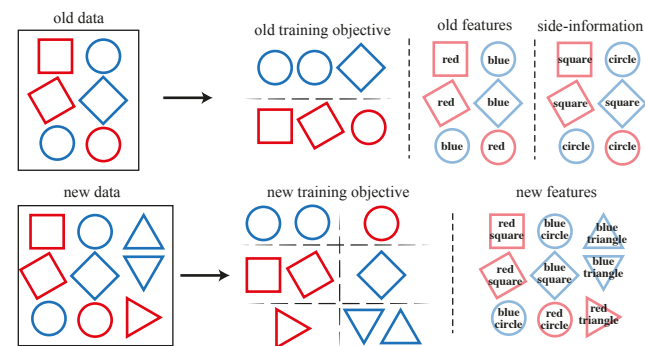 old data
old training objective
old features
side-information
red
blue
square
circle
red
blue
square
square
blue
red
circle
circle
new data
new training objective
new features
red
square
blue
circle
blue
triangle
red
square
blue
square
blue
triangle
blue
circle
red
circle
red
triangle